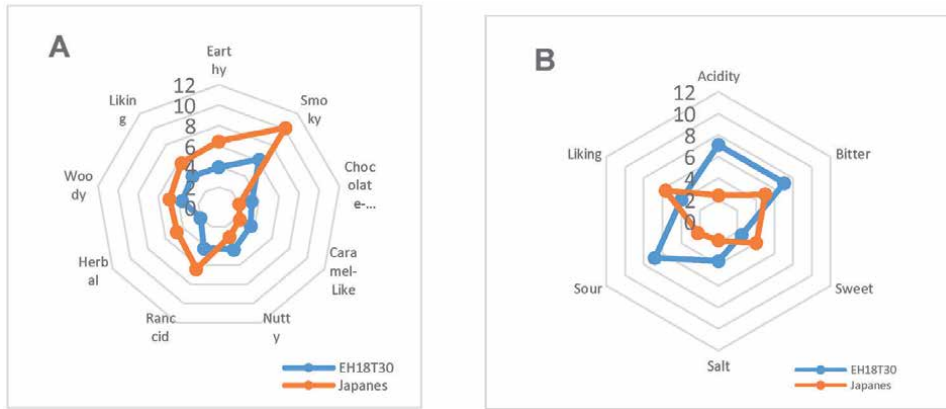 A
Eart
hy
Smo
ky
Choc
olate-
...
Cara
mel-
Like
Nutt
y
Ranc
cid
Herb
al
Woo
dy
Likin
g
12
10
8
6
4
2
0
EH18T30
Japanes
B
Acidity
Bitter
Sweet
Salt
Sour
Liking
12
10
8
6
4
2
0
EH18T30
Japanes